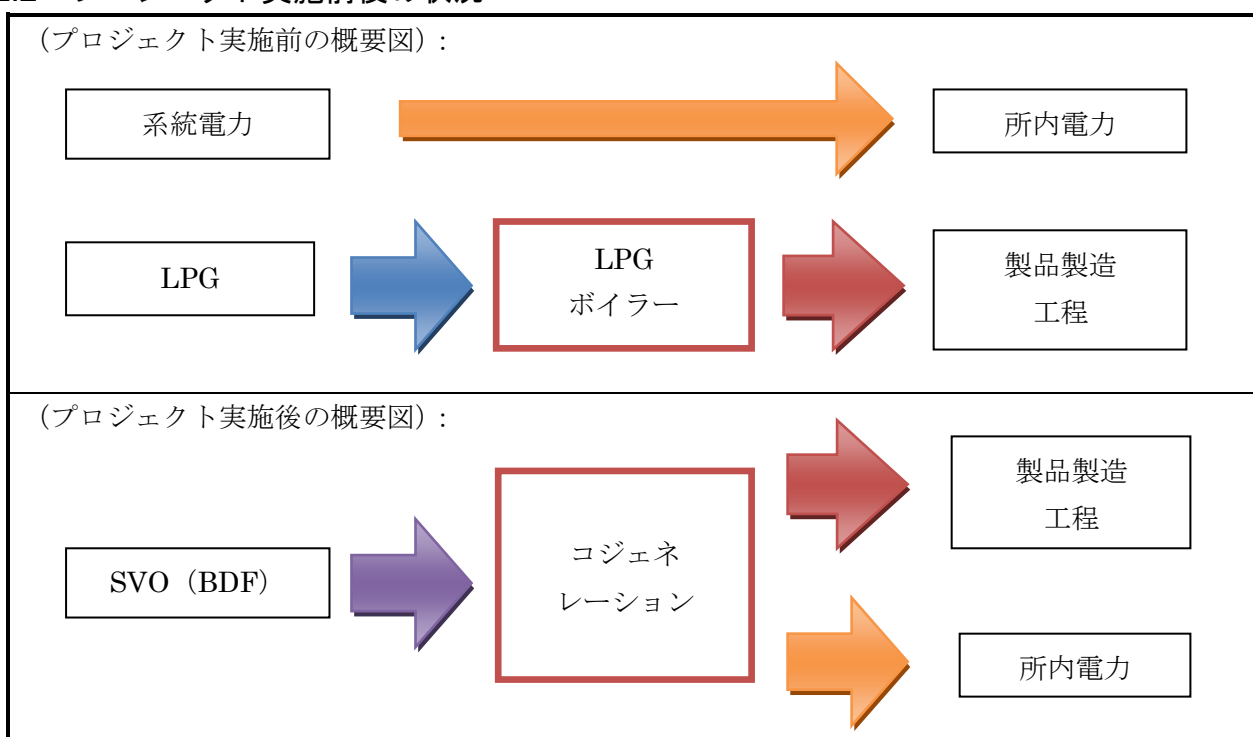 （プロジェクト実施前の概要図）:
系統電力
所内電力
LPG
LPG
ボイラー
製品製造
工程
（プロジェクト実施後の概要図）:
SVO（BDF）
コジェネ
レーション
製品製造
工程
所内電力